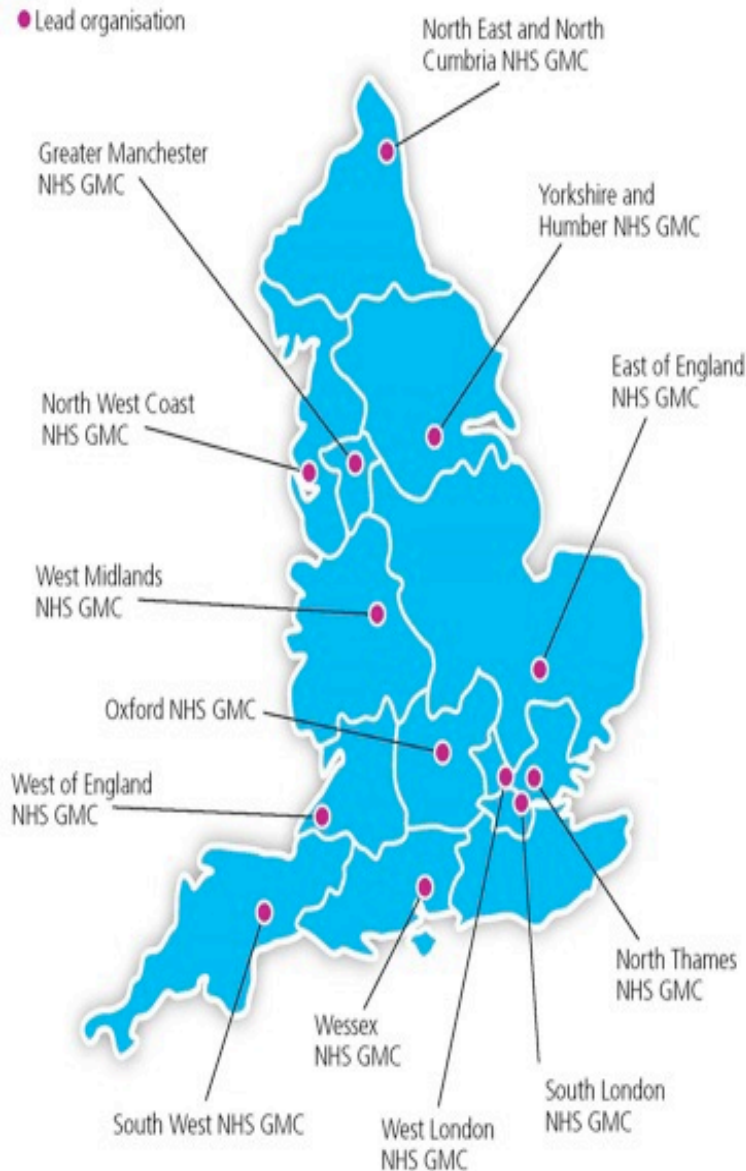 Lead organisation
North East and North
Cumbria NHS GMC
Greater Manchester
NHS GMC
Yorkshire and
Humber NHS GMC
East of England
NHS GMC
North West Coast
NHS GMC
West Midlands
NHS GMC
Oxford NHS GMC
West of England
NHS GMC
North Thames
NHS GMC
Wessex
NHS GMC
South London
NHS GMC
South West NHS GMC
West London
NHS GMC